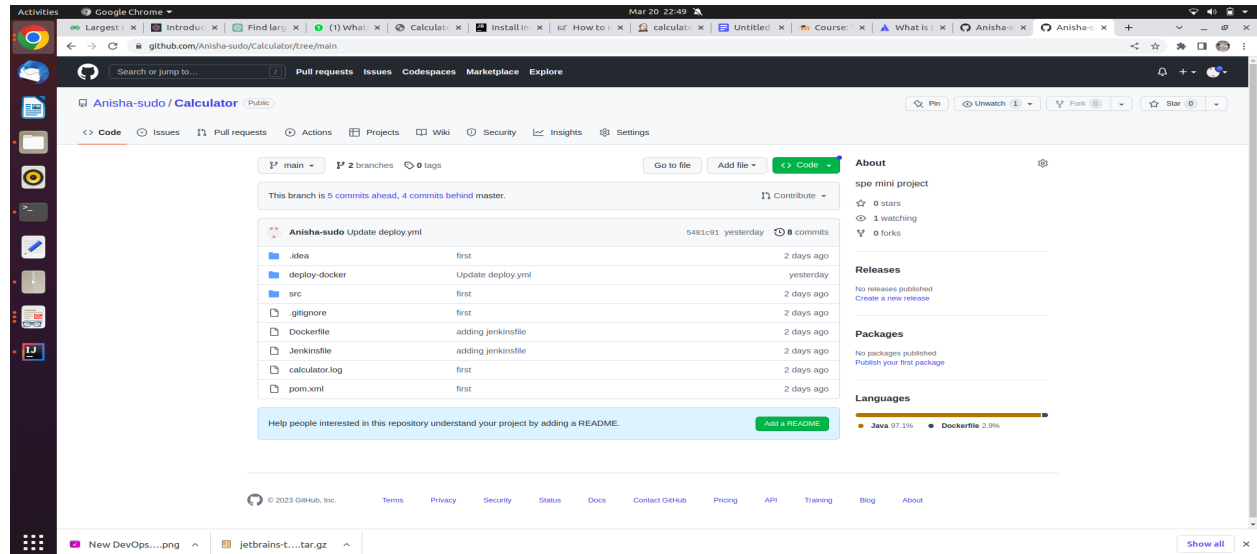 Activities Google Chrome Mar 20 22:49
Largest Introduc Find larg (1) What: Calculat Install In How to calculat Untitled Course: What is Anisha-s Anisha-s
github.com/Anisha-sudo/Calculator/tree/main
Search or jump to... / Pull requests Issues Codespaces Marketplace Explore
Anisha-sudo / Calculator Public Pin Unwatch 1 Fork 0 Star 0
Code Issues Pull requests Actions Projects Wiki Security Insights Settings
main 2 branches 0 tags Go to file Add file Code
This branch is 5 commits ahead, 4 commits behind master. Contribute
Anisha-sudo Update deploy.yml 5481c91 yesterday 8 commits
.idea first 2 days ago
deploy-docker Update deploy.yml yesterday
src first 2 days ago
.gitignore first 2 days ago
Dockerfile adding jenkinsfile 2 days ago
Jenkinsfile adding jenkinsfile 2 days ago
calculator.log first 2 days ago
pom.xml first 2 days ago
Help people interested in this repository understand your project by adding a README. Add a README
About
spe mini project
0 stars
1 watching
0 forks
Releases
No releases published
Create a new release
Packages
No packages published
Publish your first package
Languages
Java 97.1% Dockerfile 2.9%
© 2023 GitHub, Inc. Terms Privacy Security Status Docs Contact GitHub Pricing API Training Blog About
New DevOps....png jetbrains-t....tar.gz Show all